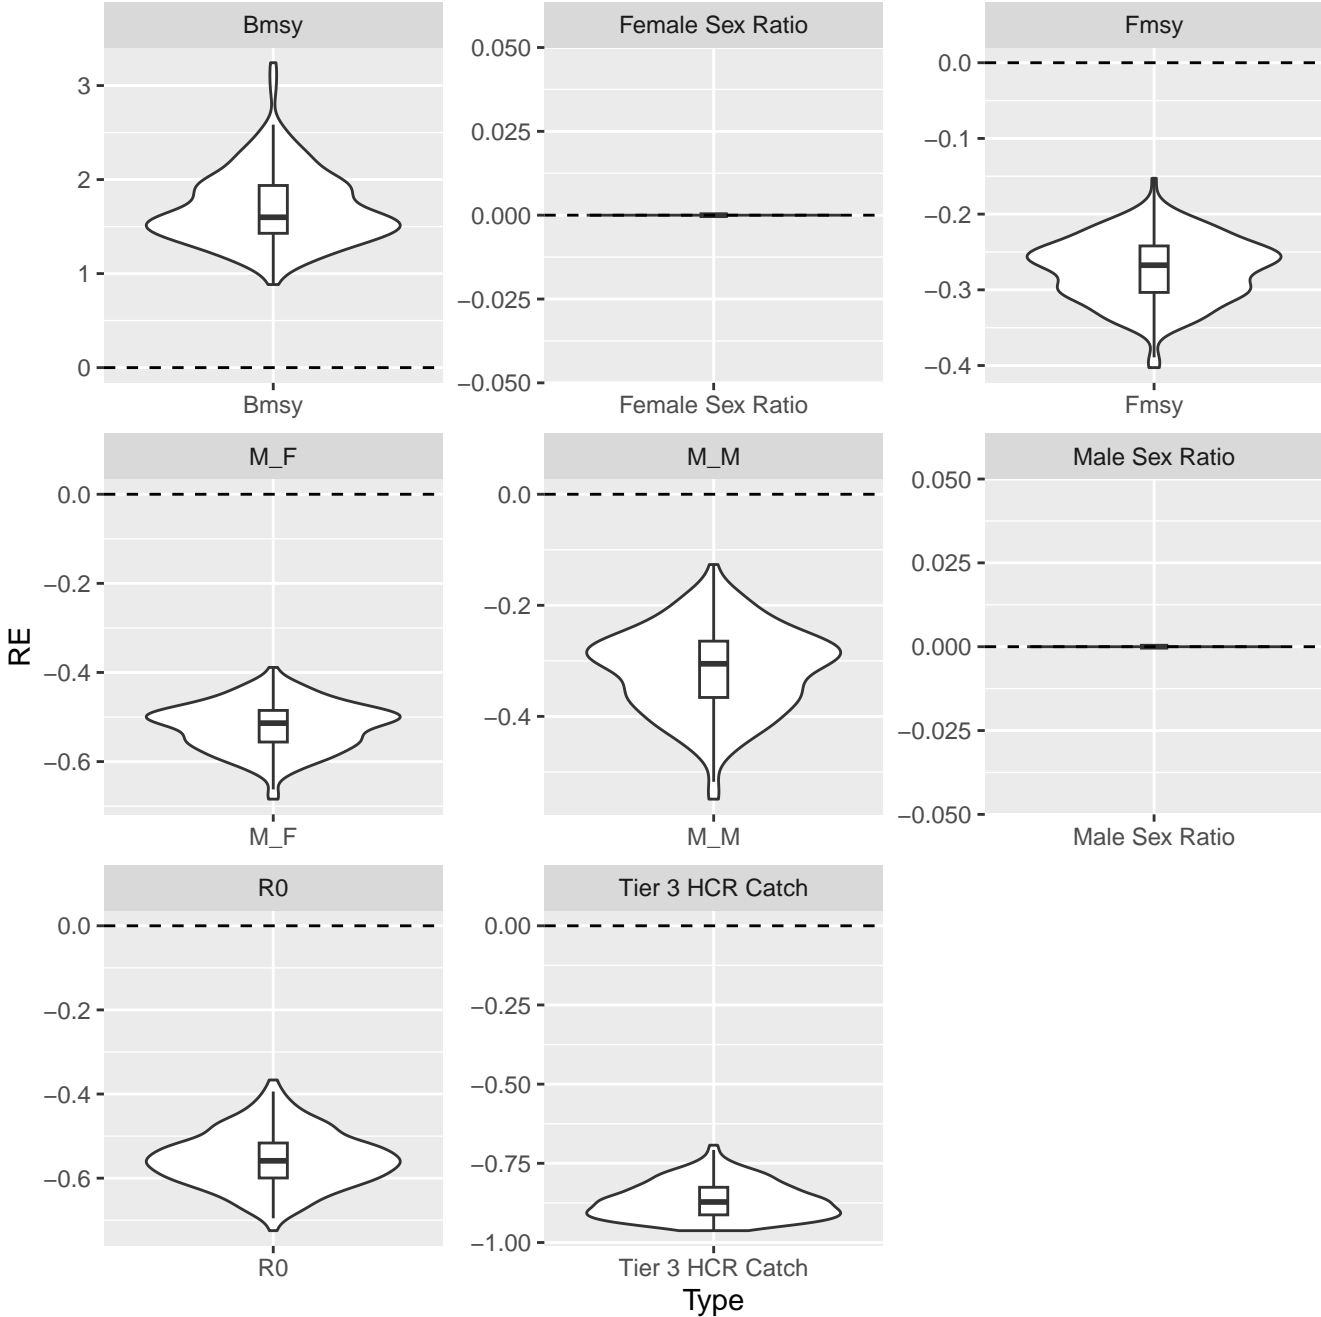 Bmsy
Female Sex Ratio
Fmsy
3
2
1
0
0.050
0.025
0.000
−0.025
−0.050
0.0
−0.1
−0.2
−0.3
−0.4
Bmsy
Female Sex Ratio
Fmsy
M_F
M_M
Male Sex Ratio
0.0
−0.2
−0.4
−0.6
0.0
−0.2
−0.4
0.050
0.025
0.000
−0.025
−0.050
M_F
M_M
Male Sex Ratio
RE
R0
Tier 3 HCR Catch
0.0
−0.2
−0.4
−0.6
0.00
−0.25
−0.50
−0.75
−1.00
R0
Tier 3 HCR Catch
Type